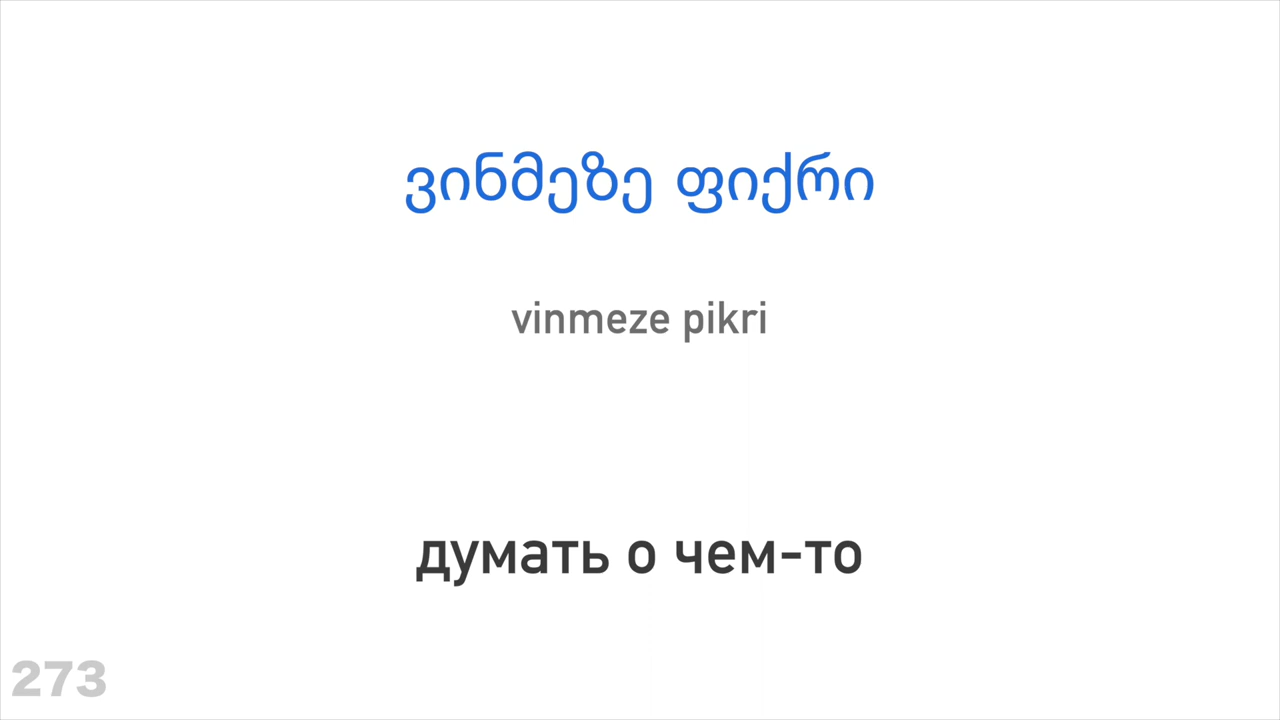 ვინმეზე ფიქრი
vinmeze pikri
думать о чем-то
273